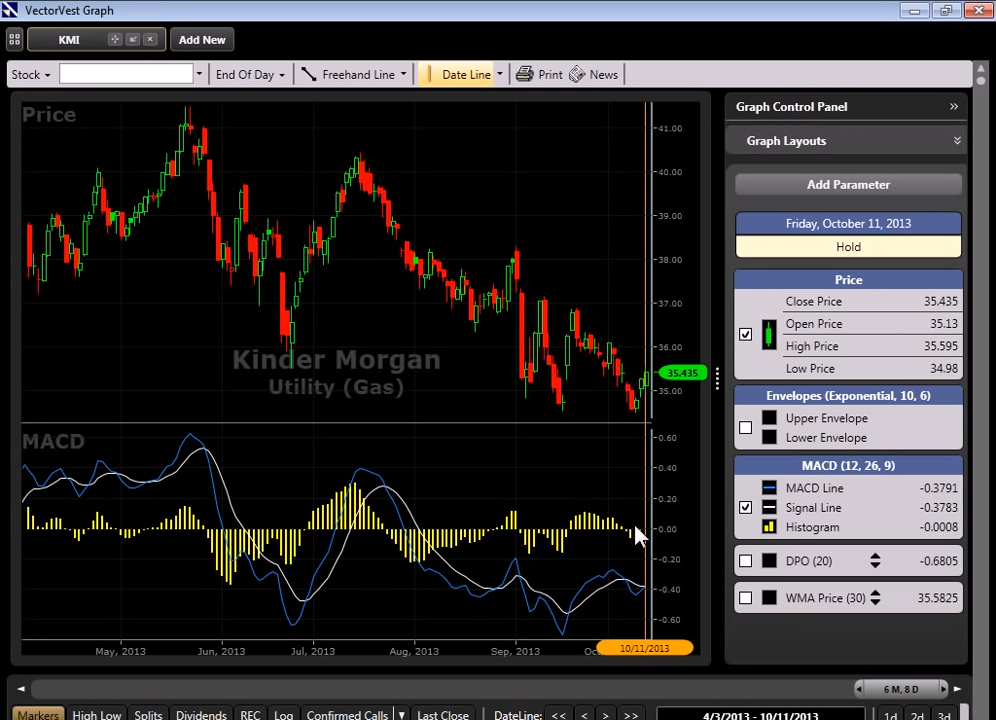 VectorVest Graph
KMI
Add New
Stock
End Of Day
Freehand Line
Date Line
Print
News
Price
41.00
40.00
39.00
38.00
37.00
36.00
35.435
35.00
Kinder Morgan
Utility (Gas)
MACD
0.60
0.40
0.20
0.00
-0.20
-0.40
-0.60
May, 2013
Jun, 2013
Jul, 2013
Aug, 2013
Sep, 2013
10/11/2013
Graph Control Panel
Graph Layouts
Add Parameter
Friday, October 11, 2013
Hold
Price
Close Price 35.435
Open Price 35.13
High Price 35.595
Low Price 34.98
Envelopes (Exponential, 10, 6)
Upper Envelope
Lower Envelope
MACD (12, 26, 9)
MACD Line -0.3791
Signal Line -0.3783
Histogram -0.0008
DPO (20) -0.6805
WMA Price (30) 35.5825
6 M, 8 D
Markers High Low Splits Dividends REC Log Confirmed Calls Last Close DateLine: << < > >> 4/3/2013 - 10/11/2013 1d 2d 3d